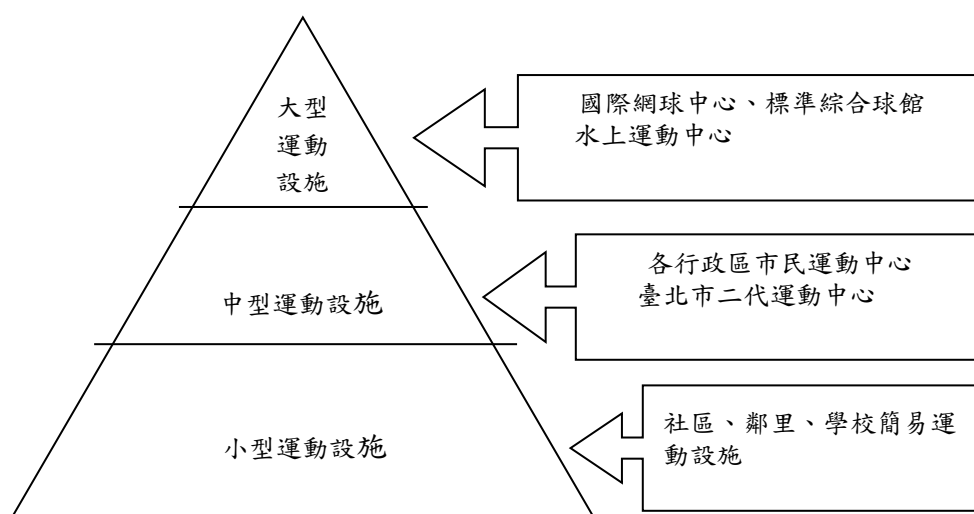 大型
運動
設施
國際網球中心、標準綜合球館
水上運動中心
中型運動設施
各行政區市民運動中心
臺北市二代運動中心
小型運動設施
社區、鄰里、學校簡易運
動設施